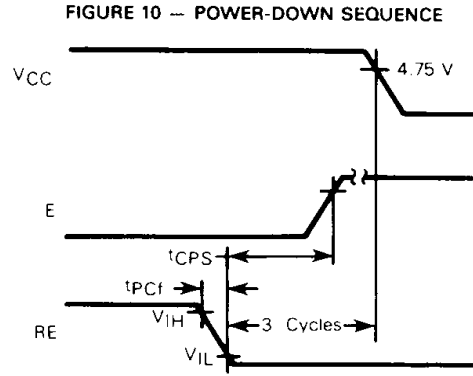 FIGURE 10 — POWER-DOWN SEQUENCE
VCC
4.75 V
E
tCPS
tPCf
VIH
3 Cycles
RE
VIL